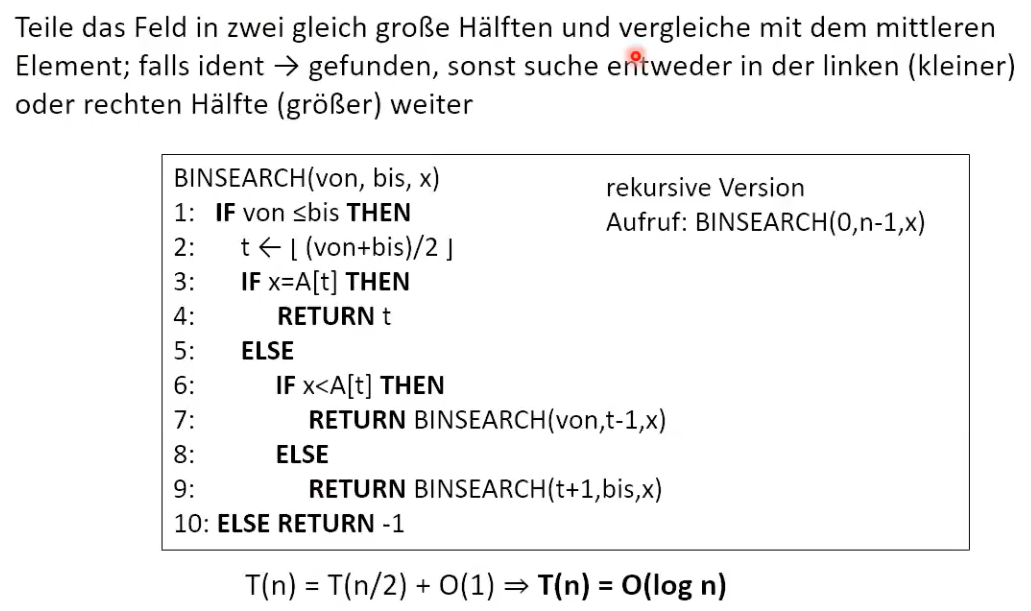 Teile das Feld in zwei gleich große Hälften und vergleiche mit dem mittleren
Element; falls ident → gefunden, sonst suche entweder in der linken (kleiner)
oder rechten Hälfte (größer) weiter
BINSEARCH(von, bis, x)
rekursive Version
Aufruf: BINSEARCH(0,n-1,x)
1: IF von ≤bis THEN
2: t ← ⌊ (von+bis)/2 ⌋
3: IF x=A[t] THEN
4: RETURN t
5: ELSE
6: IF x<A[t] THEN
7: RETURN BINSEARCH(von,t-1,x)
8: ELSE
9: RETURN BINSEARCH(t+1,bis,x)
10: ELSE RETURN -1
T(n) = T(n/2) + O(1) ⇒ T(n) = O(log n)